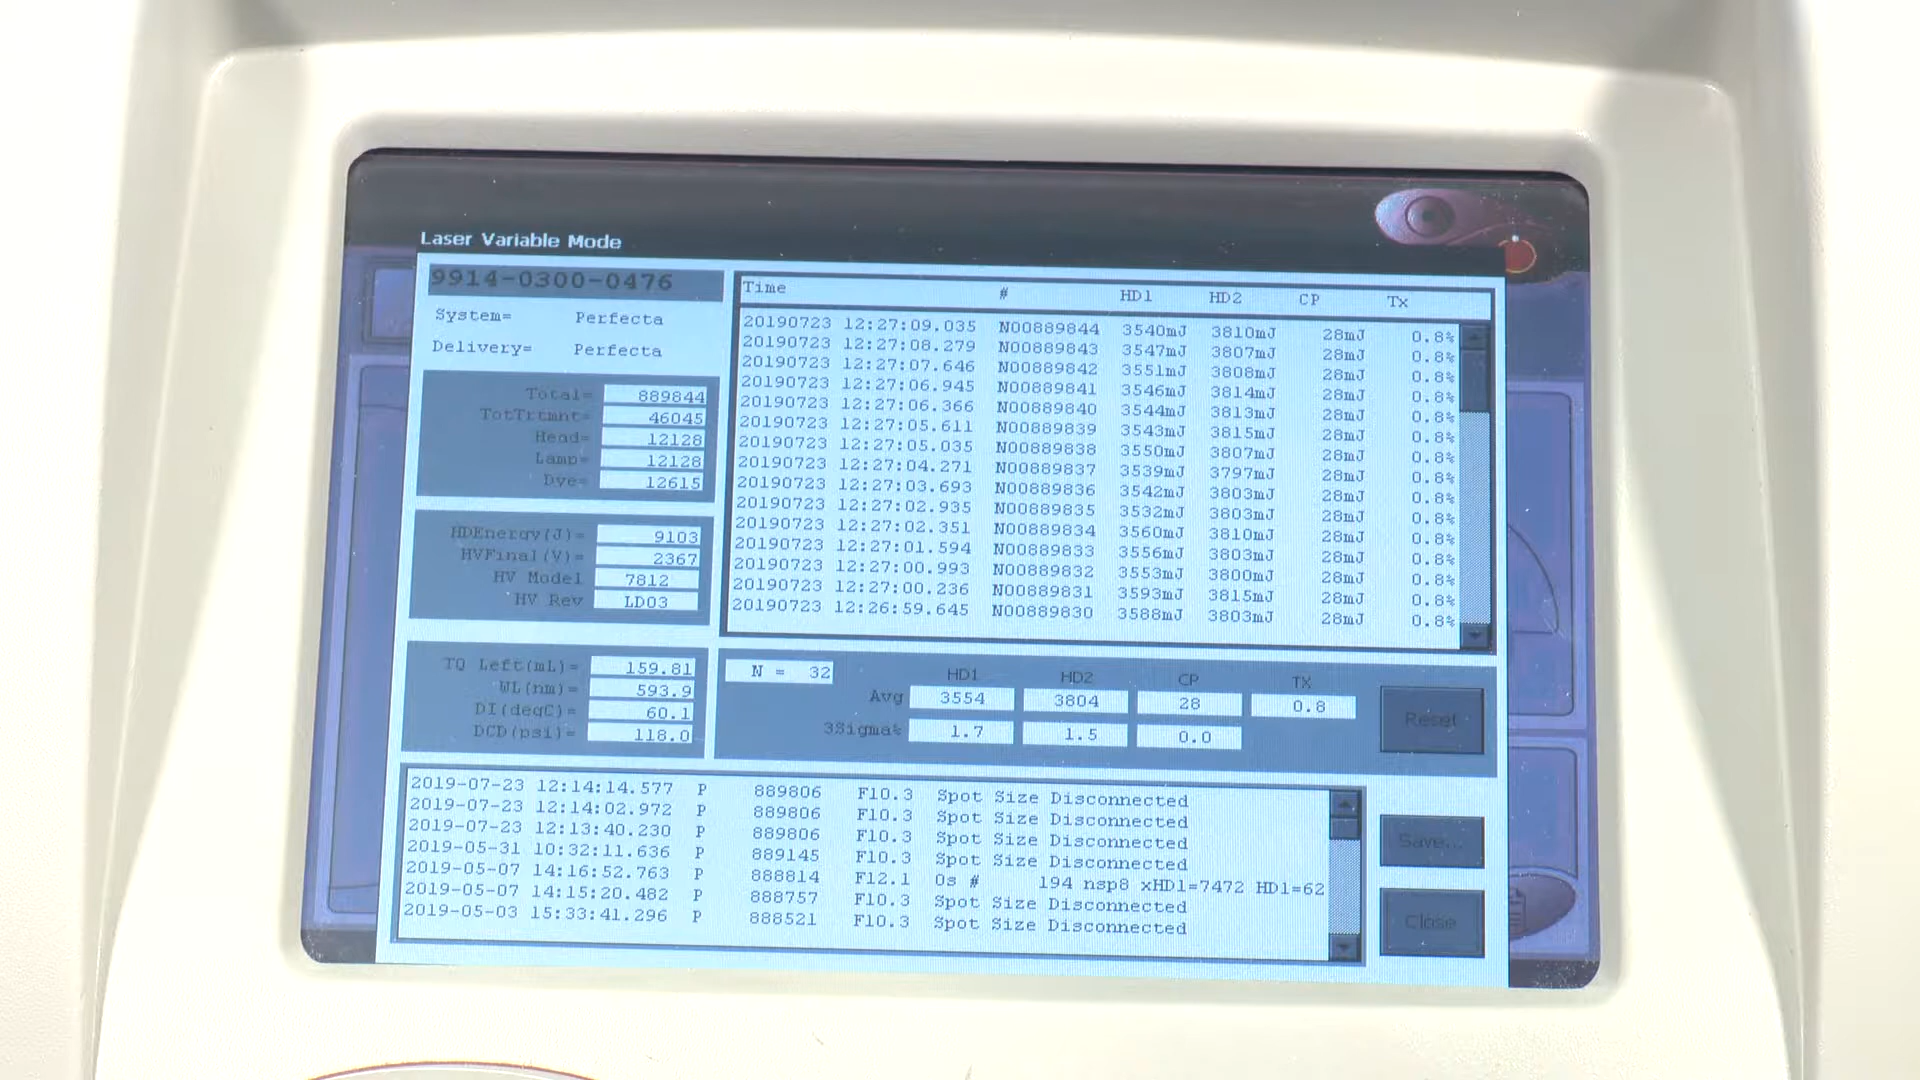 Laser Variable Mode
9914-0300-0476
System= Perfecta
Delivery= Perfecta
Total= 889844
TotTrtmnt= 46045
Head= 12128
Lamp= 12128
Dye= 12615
HDEnergy(J)= 9103
HVFinal(V)= 2367
HV Model 7812
HV Rev LD03
TQ Left(mL)= 159.81
WL(nm)= 593.9
DI(degC)= 60.1
DCD(psi)= 118.0
Time # HD1 HD2 CP Tx
20190723 12:27:09.035 N00889844 3540mJ 3810mJ 28mJ 0.8%
20190723 12:27:08.279 N00889843 3547mJ 3807mJ 28mJ 0.8%
20190723 12:27:07.646 N00889842 3551mJ 3808mJ 28mJ 0.8%
20190723 12:27:06.945 N00889841 3546mJ 3814mJ 28mJ 0.8%
20190723 12:27:06.366 N00889840 3544mJ 3813mJ 28mJ 0.8%
20190723 12:27:05.611 N00889839 3543mJ 3815mJ 28mJ 0.8%
20190723 12:27:05.035 N00889838 3550mJ 3807mJ 28mJ 0.8%
20190723 12:27:04.271 N00889837 3539mJ 3797mJ 28mJ 0.8%
20190723 12:27:03.693 N00889836 3542mJ 3803mJ 28mJ 0.8%
20190723 12:27:02.935 N00889835 3532mJ 3803mJ 28mJ 0.8%
20190723 12:27:02.351 N00889834 3560mJ 3810mJ 28mJ 0.8%
20190723 12:27:01.594 N00889833 3556mJ 3803mJ 28mJ 0.8%
20190723 12:27:00.993 N00889832 3553mJ 3800mJ 28mJ 0.8%
20190723 12:27:00.236 N00889831 3593mJ 3815mJ 28mJ 0.8%
20190723 12:26:59.645 N00889830 3588mJ 3803mJ 28mJ 0.8%
N = 32 HD1 HD2 CP TX
Avg 3554 3804 28 0.8
3Sigma% 1.7 1.5 0.0
Reset
2019-07-23 12:14:14.577 P 889806 F10.3 Spot Size Disconnected
2019-07-23 12:14:02.972 P 889806 F10.3 Spot Size Disconnected
2019-07-23 12:13:40.230 P 889806 F10.3 Spot Size Disconnected
2019-05-31 10:32:11.636 P 889145 F10.3 Spot Size Disconnected
2019-05-07 14:16:52.763 P 888814 F12.1 Os # 194 nsp8 xHD1=7472 HD1=62
2019-05-07 14:15:20.482 P 888757 F10.3 Spot Size Disconnected
2019-05-03 15:33:41.296 P 888521 F10.3 Spot Size Disconnected
Save...
Close